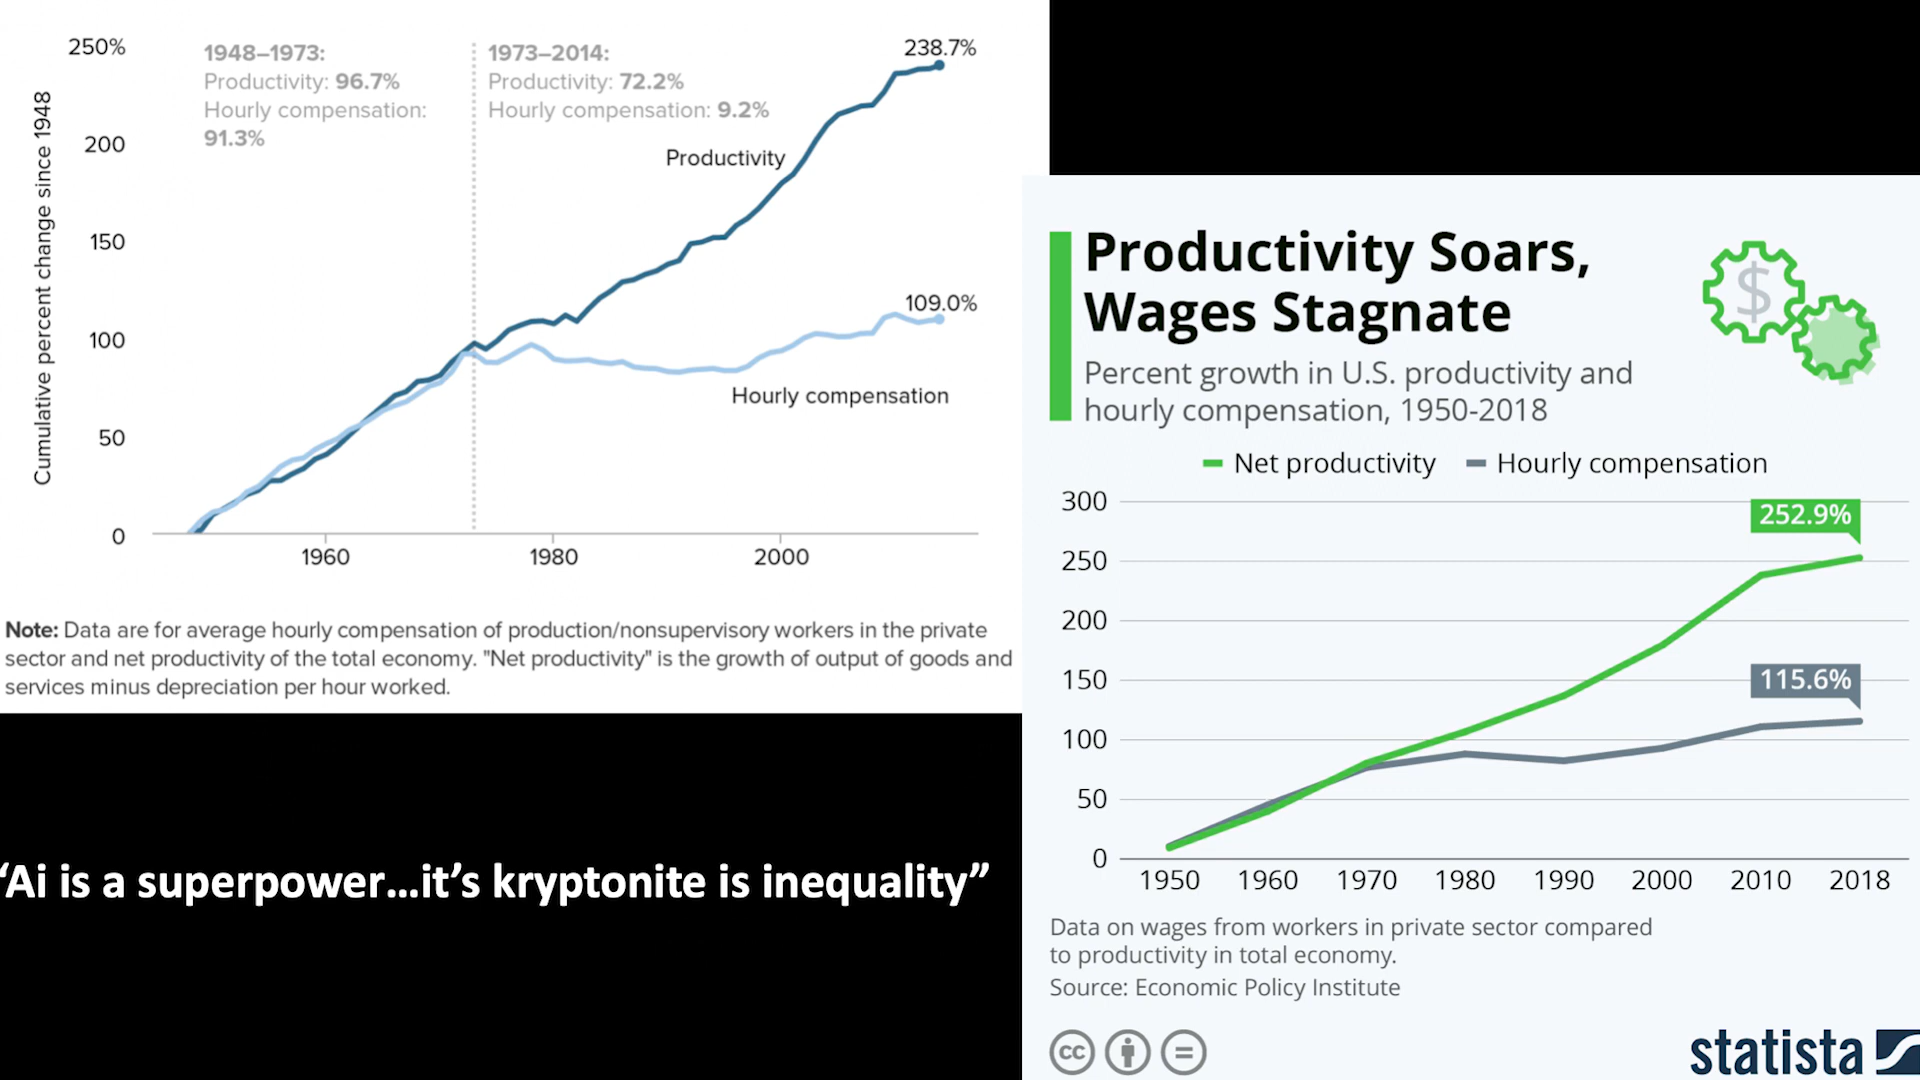 250%
200
150
100
50
0
Cumulative percent change since 1948
1948–1973:
Productivity: 96.7%
Hourly compensation:
91.3%
1973–2014:
Productivity: 72.2%
Hourly compensation: 9.2%
238.7%
Productivity
109.0%
Hourly compensation
1960 1980 2000
Note: Data are for average hourly compensation of production/nonsupervisory workers in the private
sector and net productivity of the total economy. "Net productivity" is the growth of output of goods and
services minus depreciation per hour worked.
“Ai is a superpower...it’s kryptonite is inequality”
Productivity Soars,
Wages Stagnate
$
Percent growth in U.S. productivity and
hourly compensation, 1950-2018
Net productivity Hourly compensation
300
250
200
150
100
50
0
252.9%
115.6%
1950 1960 1970 1980 1990 2000 2010 2018
Data on wages from workers in private sector compared
to productivity in total economy.
Source: Economic Policy Institute
cc
statista